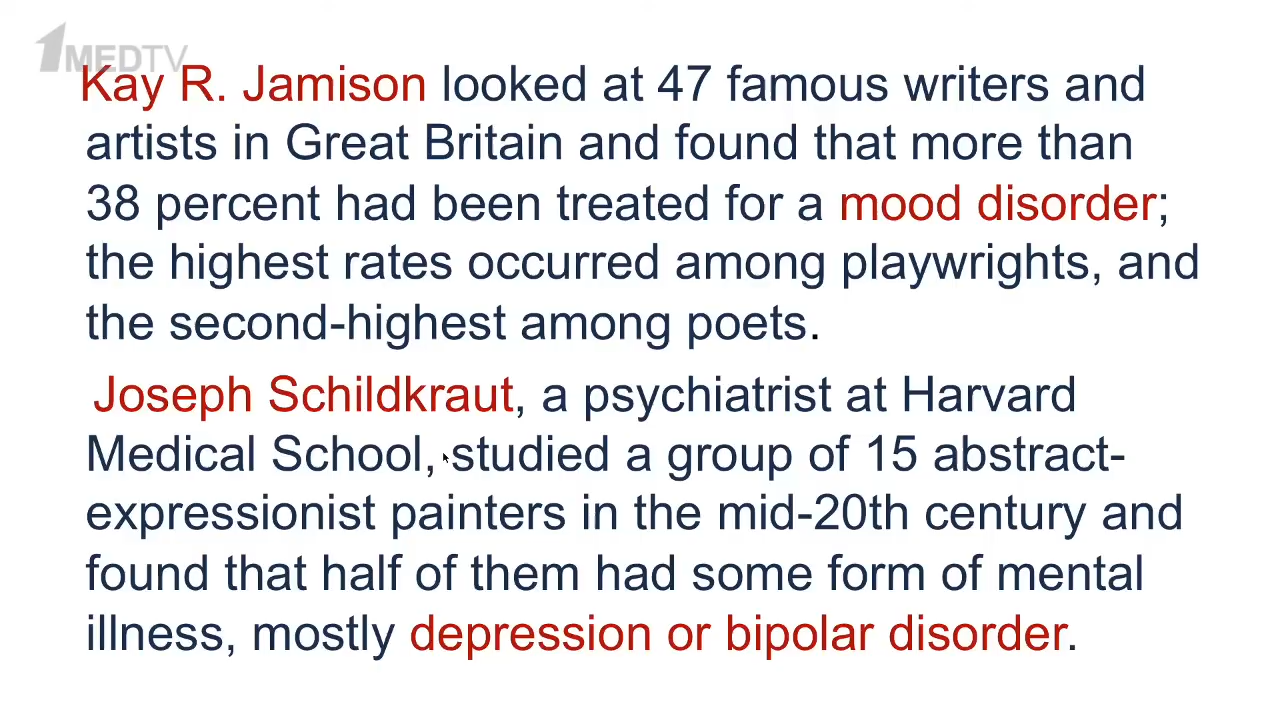 1MEDTV
Kay R. Jamison looked at 47 famous writers and
artists in Great Britain and found that more than
38 percent had been treated for a mood disorder;
the highest rates occurred among playwrights, and
the second-highest among poets.
Joseph Schildkraut, a psychiatrist at Harvard
Medical School, studied a group of 15 abstract-
expressionist painters in the mid-20th century and
found that half of them had some form of mental
illness, mostly depression or bipolar disorder.